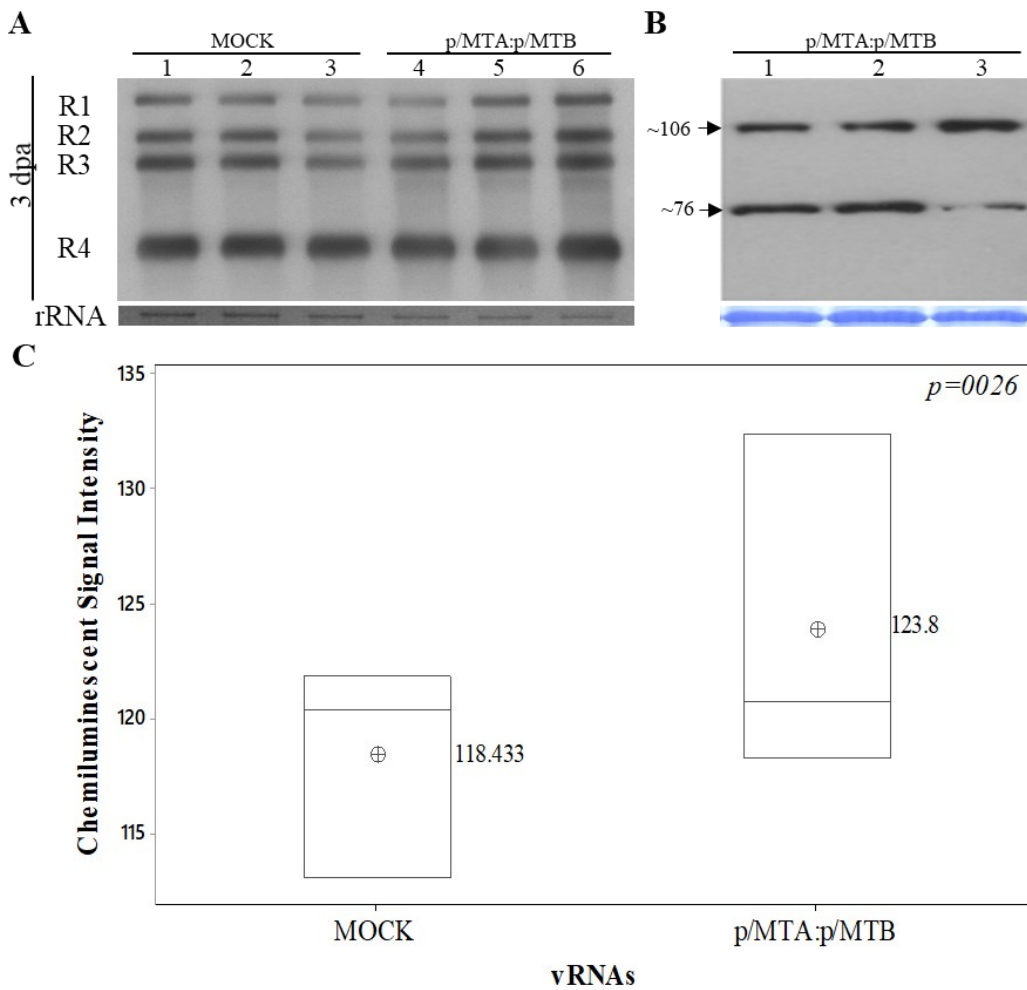 A
B
MOCK
p/MTA:p/MTB
p/MTA:p/MTB
1 2 3 4 5 6
1 2 3
3 dpa
R1
R2
R3
R4
rRNA
~106
~76
C
135
130
125
120
115
Chemiluminescent Signal Intensity
p=0026
118.433
123.8
MOCK
p/MTA:p/MTB
vRNAs